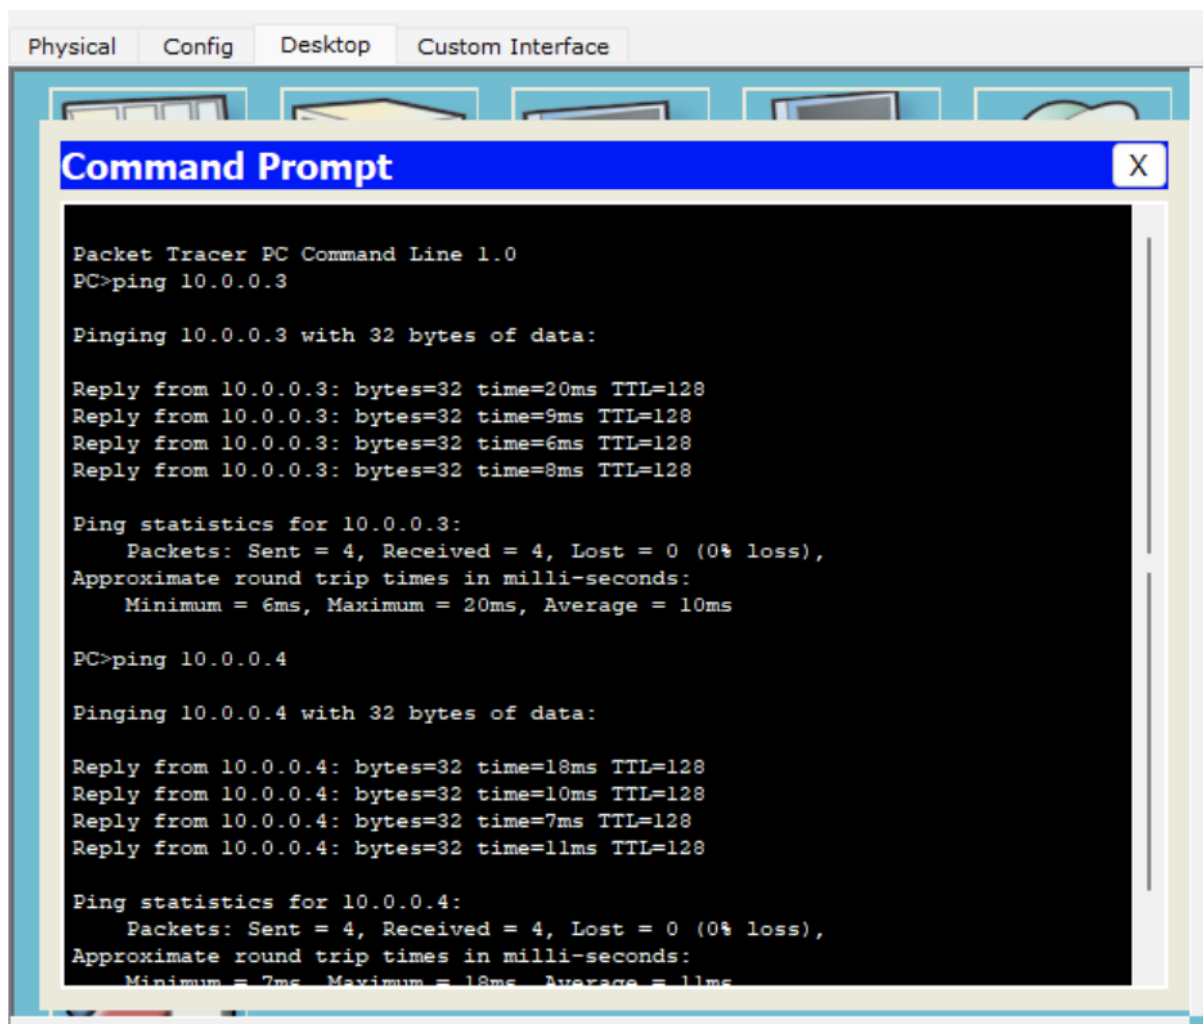 Physical Config Desktop Custom Interface
Command Prompt X
Packet Tracer PC Command Line 1.0
PC>ping 10.0.0.3
Pinging 10.0.0.3 with 32 bytes of data:
Reply from 10.0.0.3: bytes=32 time=20ms TTL=128
Reply from 10.0.0.3: bytes=32 time=9ms TTL=128
Reply from 10.0.0.3: bytes=32 time=6ms TTL=128
Reply from 10.0.0.3: bytes=32 time=8ms TTL=128
Ping statistics for 10.0.0.3:
Packets: Sent = 4, Received = 4, Lost = 0 (0% loss),
Approximate round trip times in milli-seconds:
Minimum = 6ms, Maximum = 20ms, Average = 10ms
PC>ping 10.0.0.4
Pinging 10.0.0.4 with 32 bytes of data:
Reply from 10.0.0.4: bytes=32 time=18ms TTL=128
Reply from 10.0.0.4: bytes=32 time=10ms TTL=128
Reply from 10.0.0.4: bytes=32 time=7ms TTL=128
Reply from 10.0.0.4: bytes=32 time=11ms TTL=128
Ping statistics for 10.0.0.4:
Packets: Sent = 4, Received = 4, Lost = 0 (0% loss),
Approximate round trip times in milli-seconds:
Minimum = 7ms, Maximum = 18ms, Average = 11ms